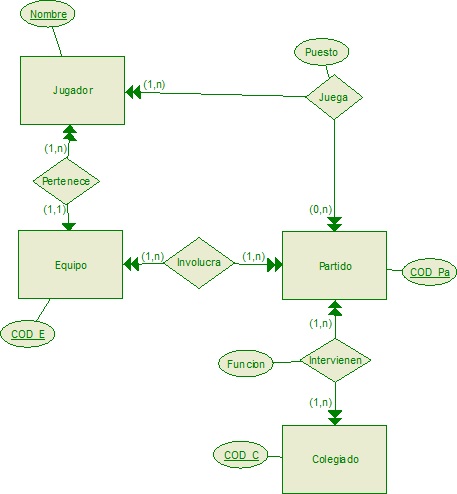 Nombre
Puesto
Jugador
(1,n)
Juega
(1,n)
Pertenece
(1,1)
(0,n)
Equipo
(1,n)
Involucra
(1,n)
Partido
COD_Pa
COD_E
(1,n)
Funcion
Intervienen
(1,n)
COD_C
Colegiado